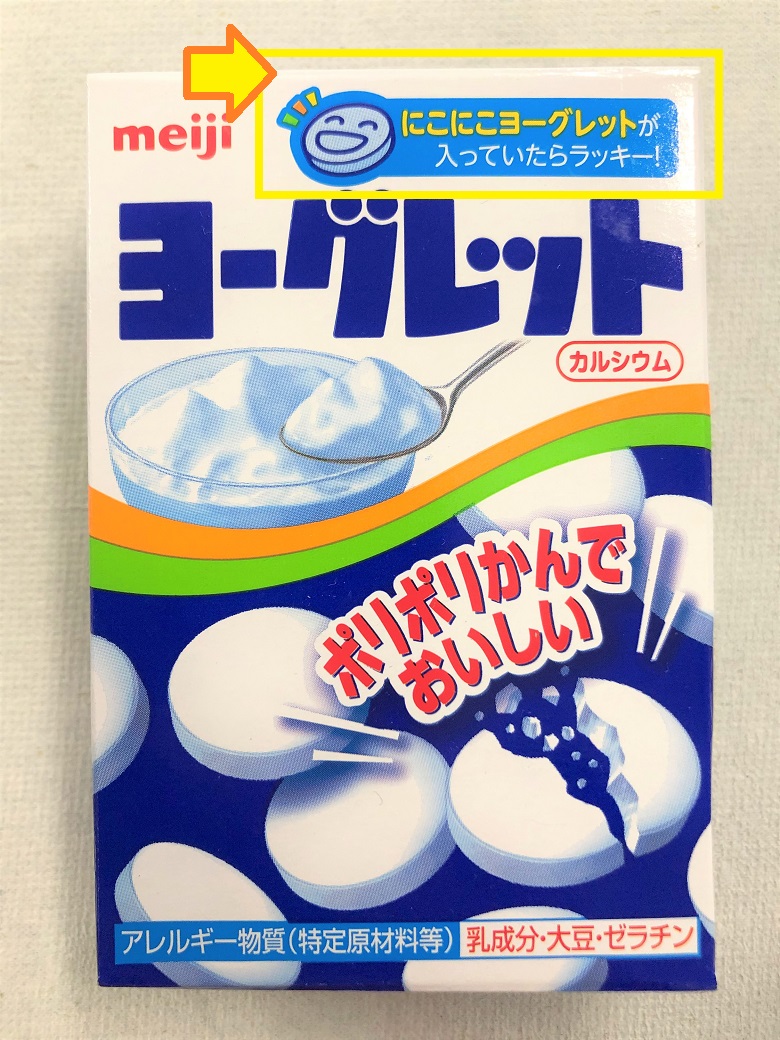 meiji
にこにこヨーグレットが
入っていたらラッキー!
ヨーグレット
カルシウム
ポリポリかんで
おいしい
アレルギー物質(特定原材料等) 乳成分・大豆・ゼラチン